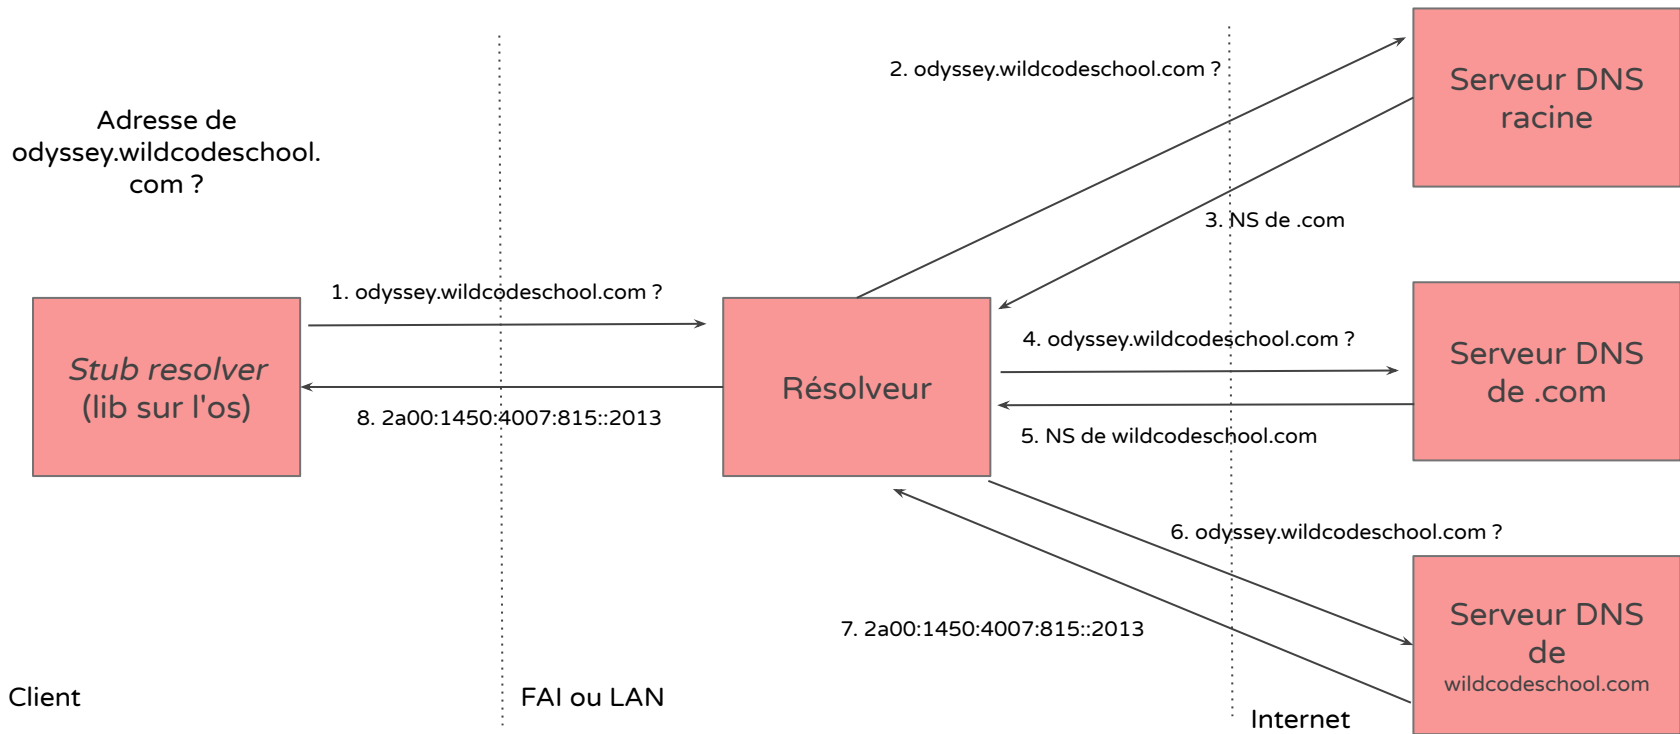 Adresse de
odyssey.wildcodeschool.
com ?
Stub resolver
(lib sur l'os)
1. odyssey.wildcodeschool.com ?
8. 2a00:1450:4007:815::2013
Résolveur
2. odyssey.wildcodeschool.com ?
3. NS de .com
Serveur DNS
racine
4. odyssey.wildcodeschool.com ?
5. NS de wildcodeschool.com
Serveur DNS
de .com
6. odyssey.wildcodeschool.com ?
7. 2a00:1450:4007:815::2013
Serveur DNS
de
wildcodeschool.com
Client
FAI ou LAN
Internet